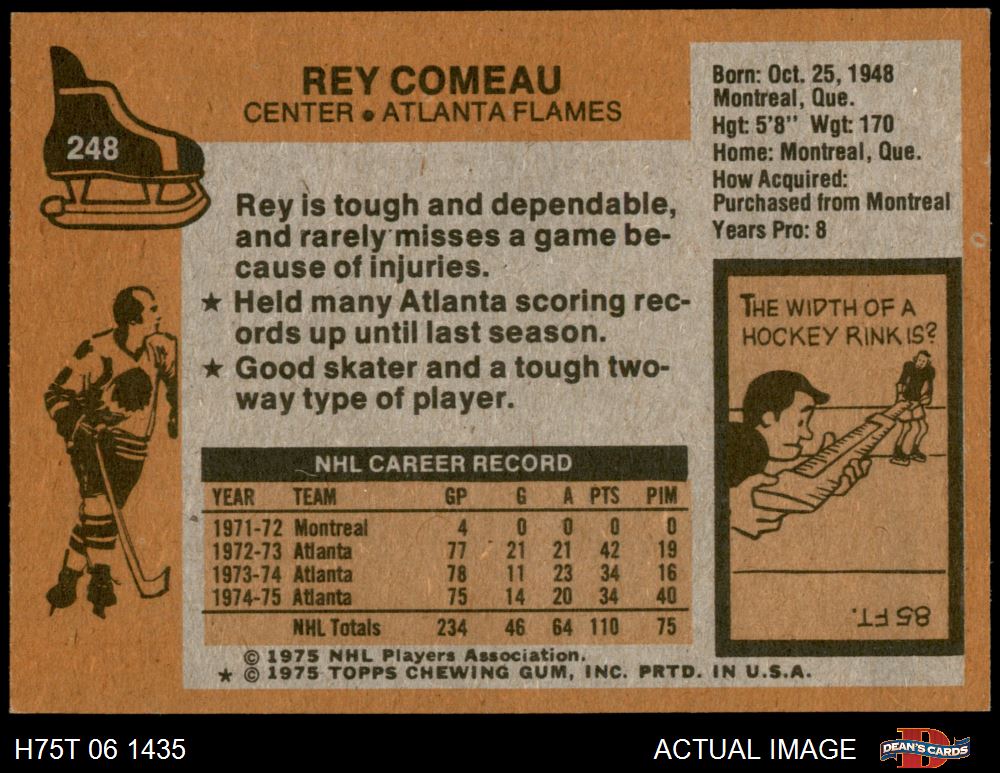 248
REY COMEAU
CENTER • ATLANTA FLAMES
Born: Oct. 25, 1948
Montreal, Que.
Hgt: 5'8" Wgt: 170
Home: Montreal, Que.
How Acquired:
Purchased from Montreal
Years Pro: 8
Rey is tough and dependable,
and rarely misses a game be-
cause of injuries.
★ Held many Atlanta scoring rec-
ords up until last season.
★ Good skater and a tough two-
way type of player.
THE WIDTH OF A
HOCKEY RINK IS?
85 FT.
NHL CAREER RECORD
YEAR TEAM GP G A PTS PIM
1971-72 Montreal 4 0 0 0 0
1972-73 Atlanta 77 21 21 42 19
1973-74 Atlanta 78 11 23 34 16
1974-75 Atlanta 75 14 20 34 40
NHL Totals 234 46 64 110 75
© 1975 NHL Players Association.
★ © 1975 TOPPS CHEWING GUM, INC. PRTD. IN U.S.A.
H75T 06 1435
ACTUAL IMAGE
DEAN'S CARDS